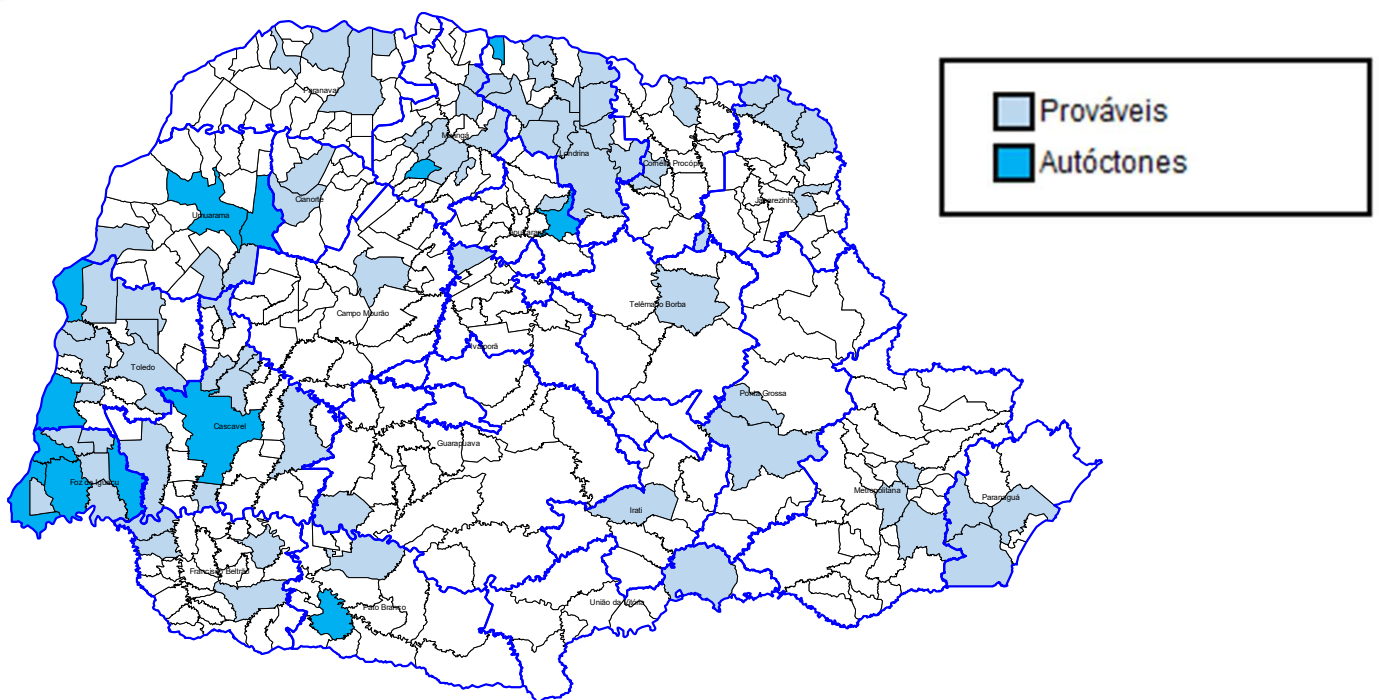 Prováveis
Autóctones
Paranavaí
Maringá
Londrina
Cornélio Procópio
Jacarezinho
Cianorte
Umuarama
Apucarana
Campo Mourão
Telêmaco Borba
Ivaiporã
Toledo
Ponta Grossa
Cascavel
Guarapuava
Foz do Iguaçu
Metropolitana
Paranaguá
Irati
Francisco Beltrão
Pato Branco
União da Vitória